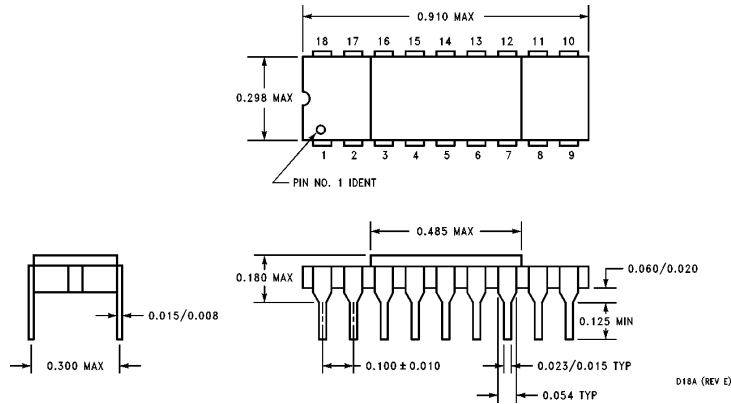 0.910 MAX
18 17 16 15 14 13 12 11 10
0.298 MAX
1 2 3 4 5 6 7 8 9
PIN NO. 1 IDENT
0.485 MAX
0.180 MAX
0.060/0.020
0.015/0.008
0.125 MIN
0.300 MAX
0.100 ± 0.010
0.023/0.015 TYP
0.054 TYP
D18A (REV E)